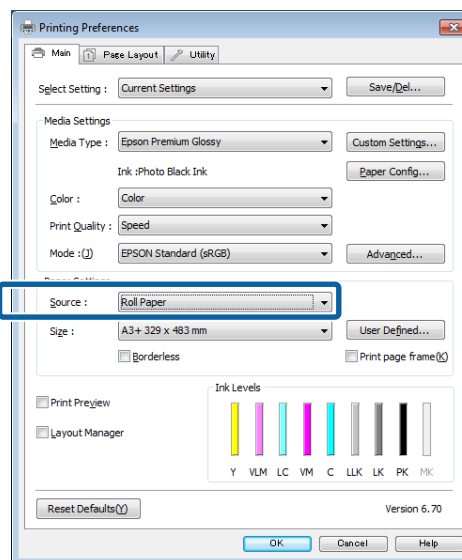 Printing Preferences
Main
Page Layout
Utility
Select Setting : Current Settings Save/Del...
Media Settings
Media Type : Epson Premium Glossy Custom Settings...
Ink :Photo Black Ink Paper Config...
Color : Color
Print Quality : Speed
Mode :(J) EPSON Standard (sRGB) Advanced...
Source : Roll Paper
Size : A3+ 329 x 483 mm User Defined...
Borderless Print page frame(K)
Print Preview
Layout Manager
Ink Levels
Y VLM LC VM C LLK LK PK MK
Reset Defaults(Y) Version 6.70
OK Cancel Help